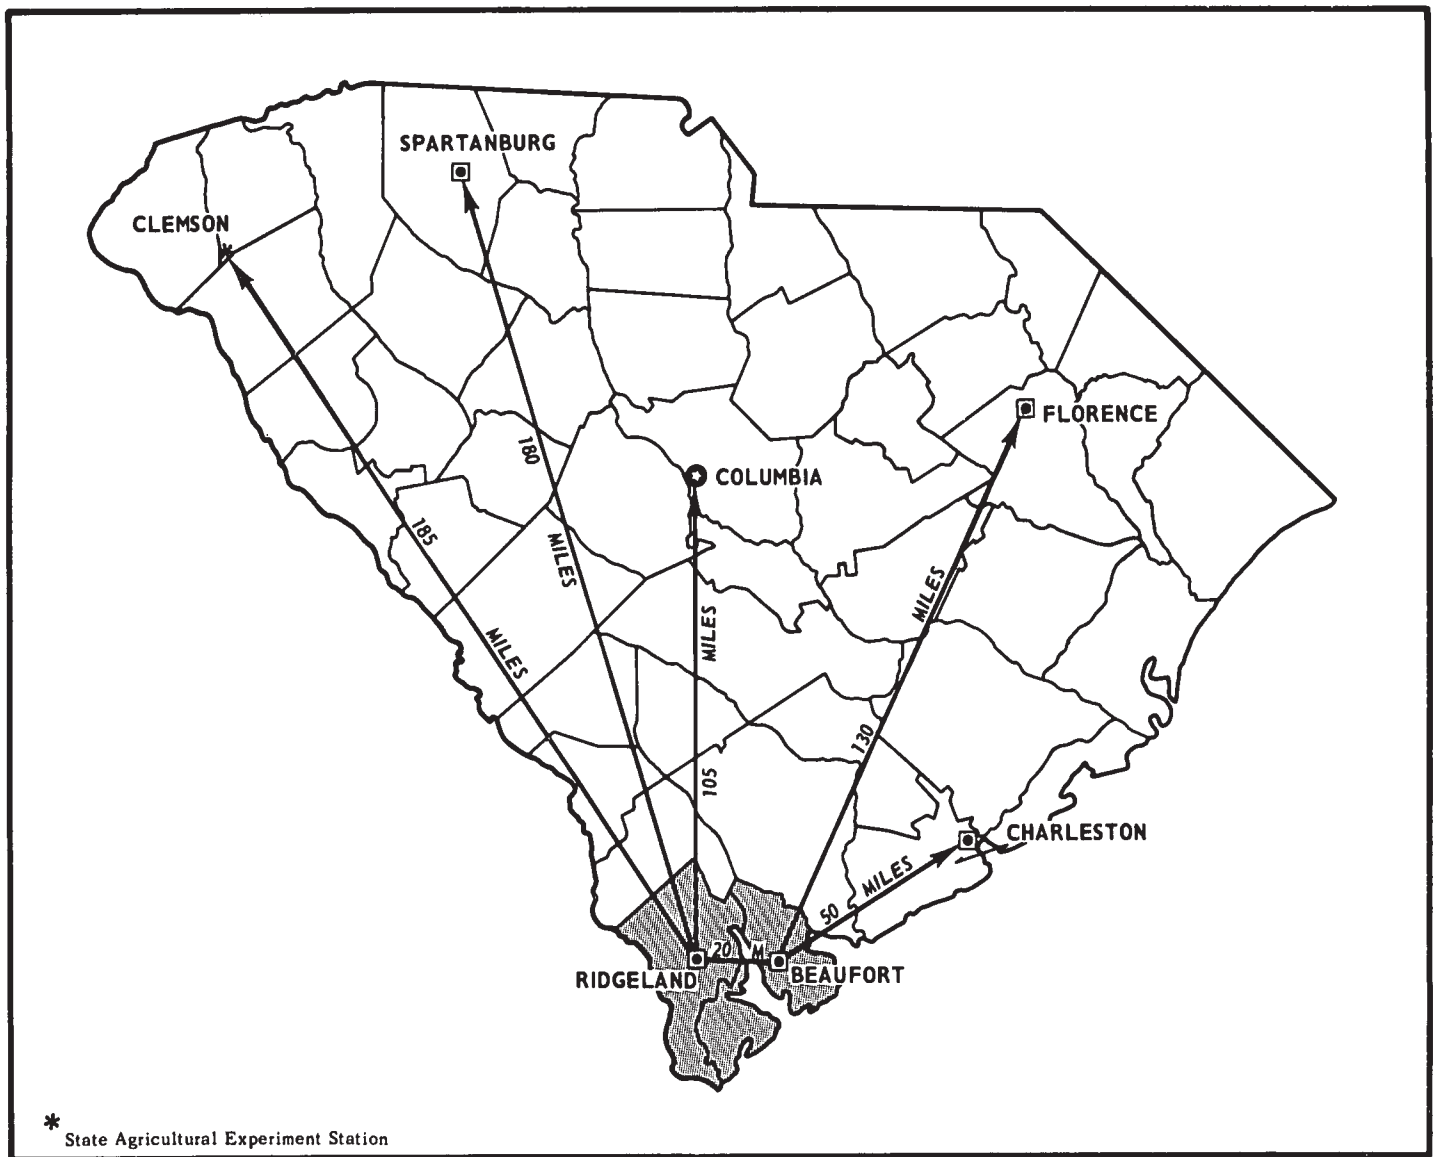 SPARTANBURG
CLEMSON
*
FLORENCE
180
COLUMBIA
185
MILES
MILES
MILES
MILES
130
105
CHARLESTON
MILES
50
20 M
RIDGELAND
BEAUFORT
* State Agricultural Experiment Station